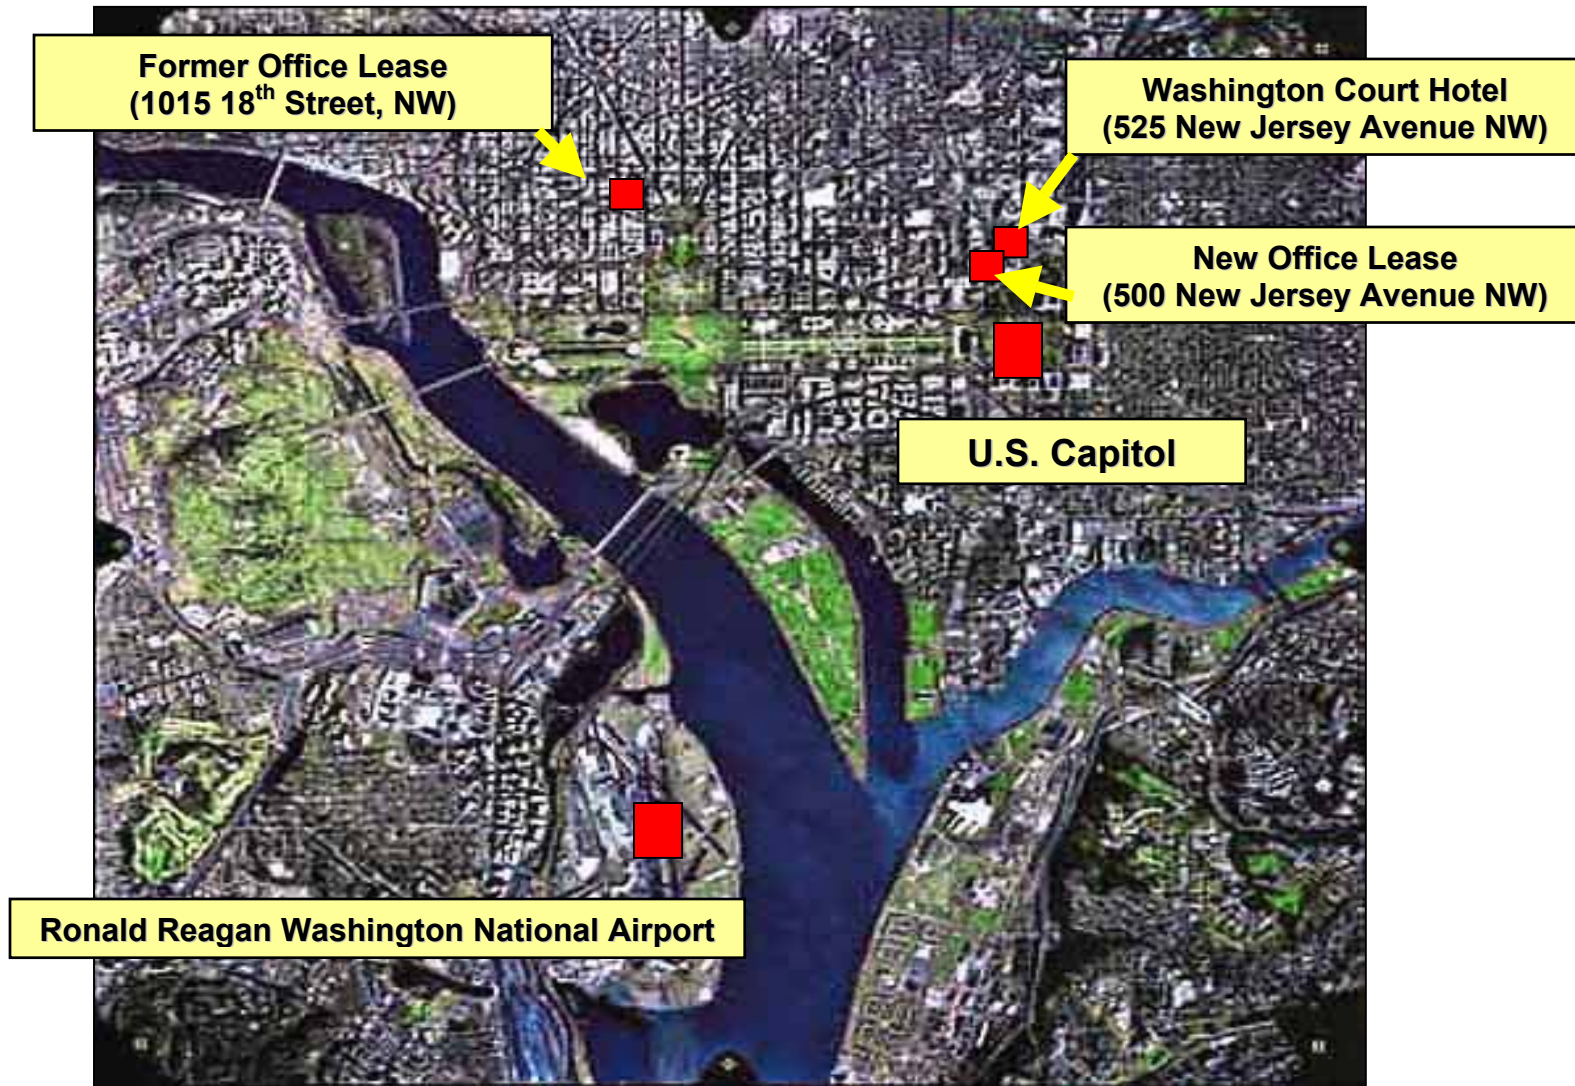 Former Office Lease
(1015 18th Street, NW)
Washington Court Hotel
(525 New Jersey Avenue NW)
New Office Lease
(500 New Jersey Avenue NW)
U.S. Capitol
Ronald Reagan Washington National Airport